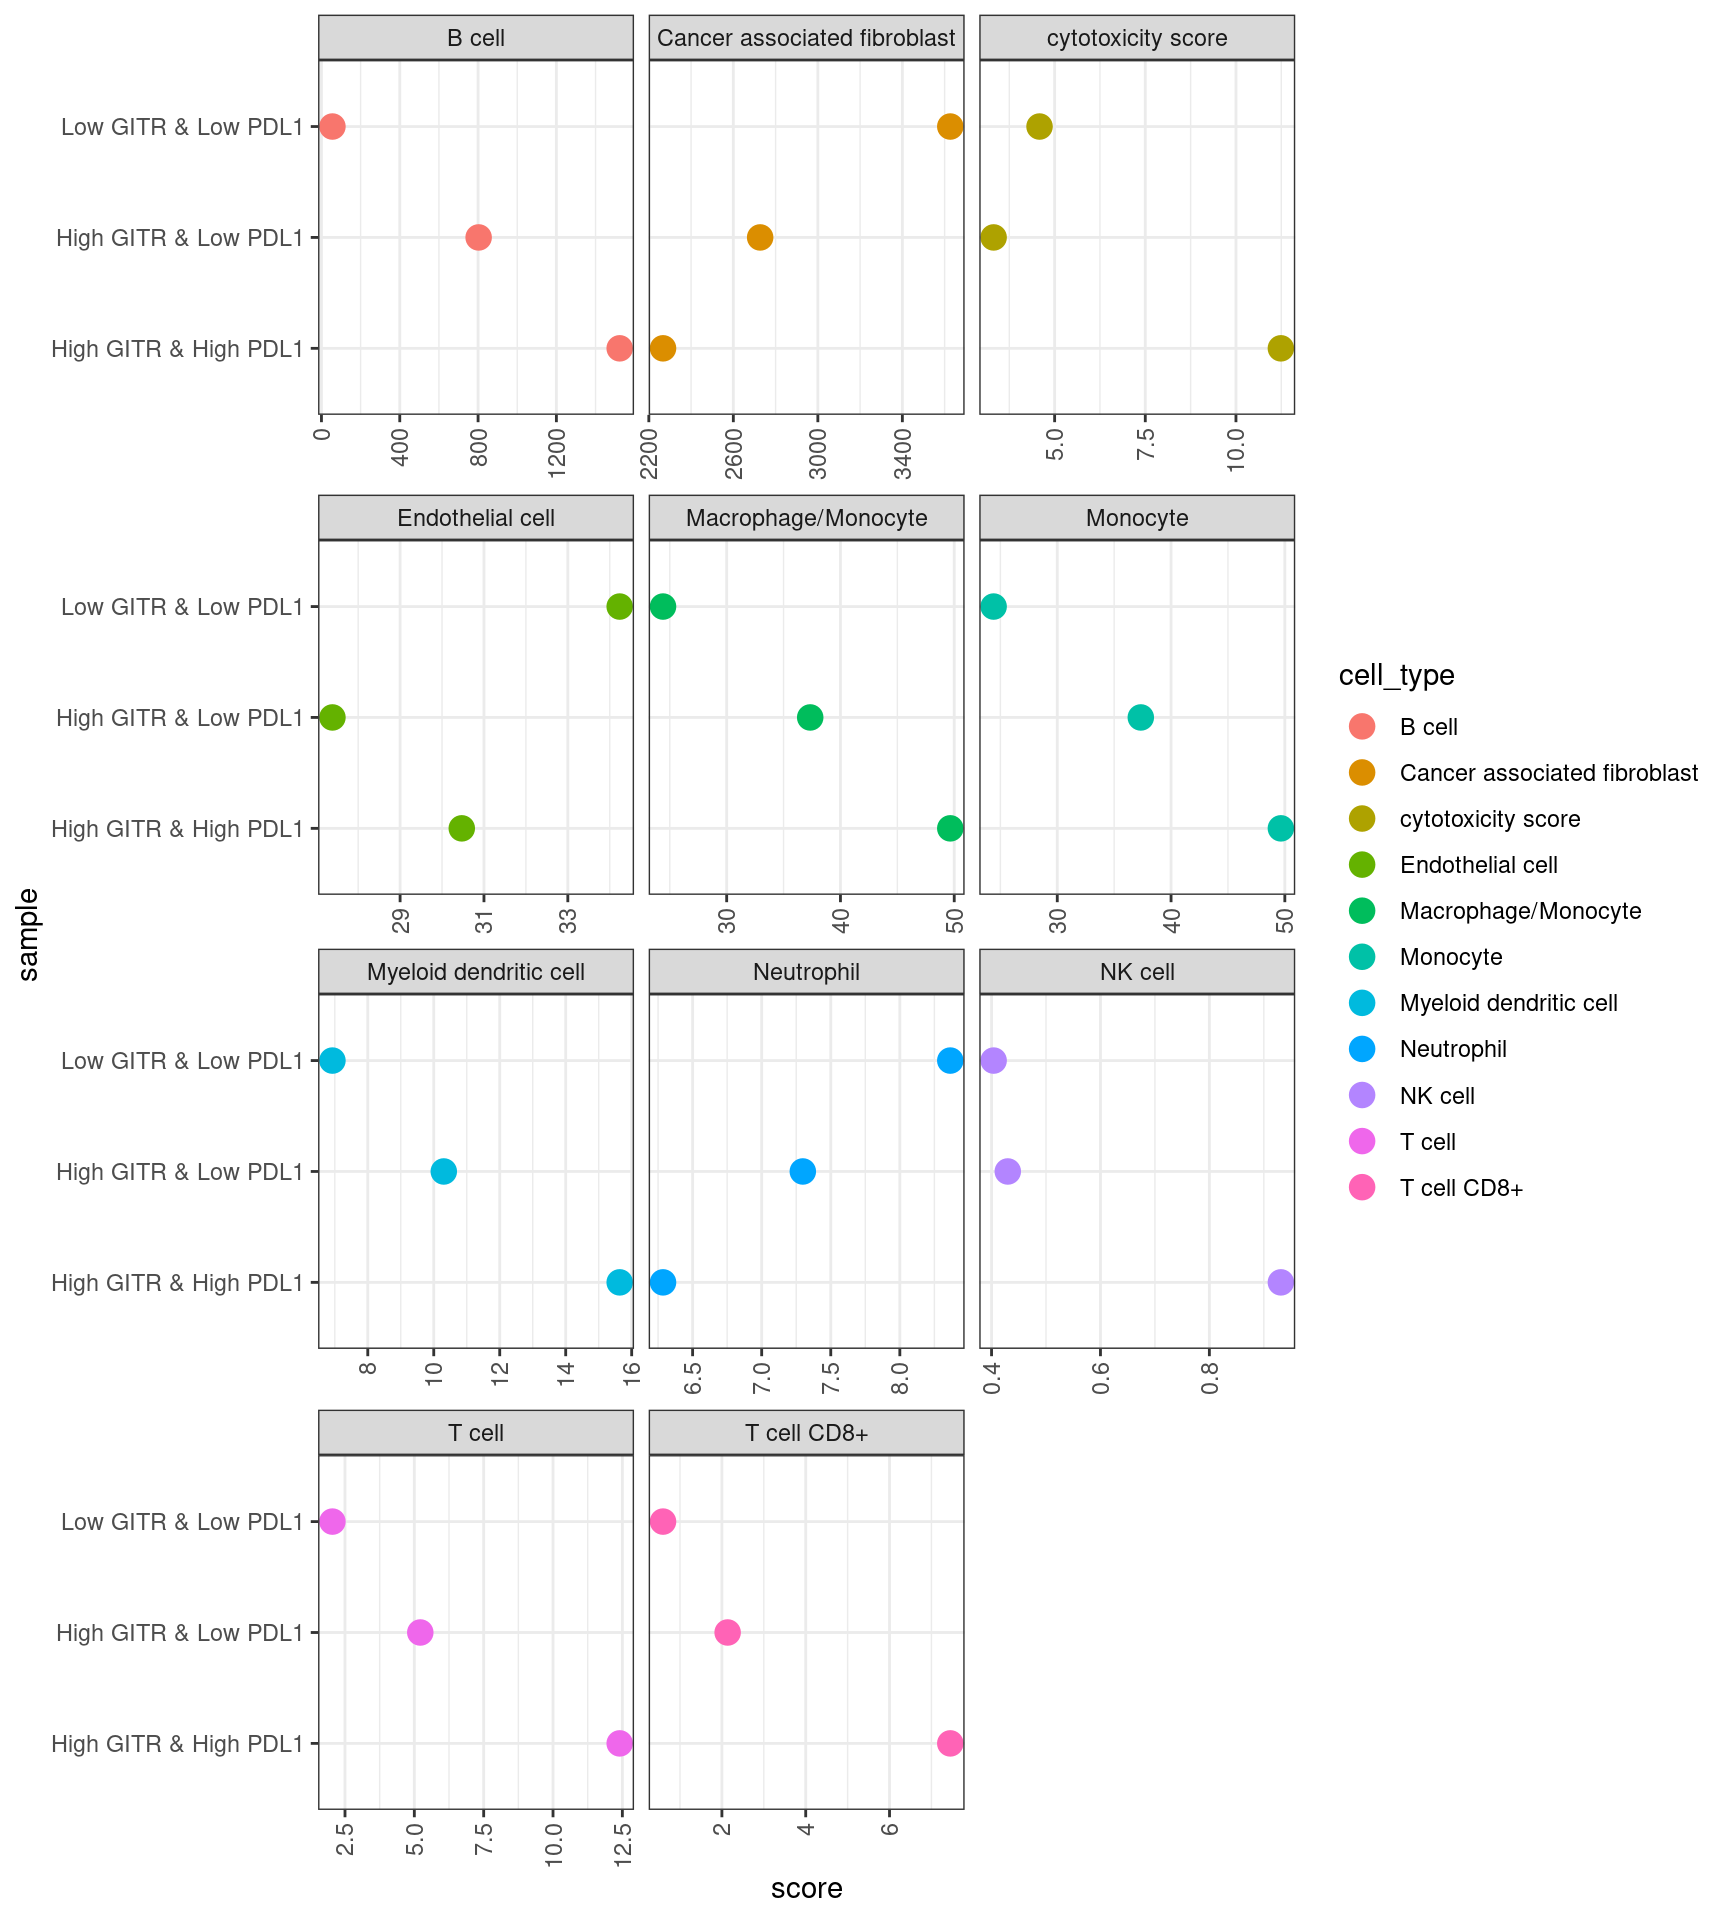 B cell
Cancer associated fibroblast
cytotoxicity score
Low GITR & Low PDL1
High GITR & Low PDL1
High GITR & High PDL1
0 400 800 1200
2200 2600 3000 3400
5.0 7.5 10.0
Endothelial cell
Macrophage/Monocyte
Monocyte
Low GITR & Low PDL1
High GITR & Low PDL1
High GITR & High PDL1
29 31 33
30 40 50
30 40 50
Myeloid dendritic cell
Neutrophil
NK cell
Low GITR & Low PDL1
High GITR & Low PDL1
High GITR & High PDL1
8 10 12 14 16
6.5 7.0 7.5 8.0
0.4 0.6 0.8
T cell
T cell CD8+
Low GITR & Low PDL1
High GITR & Low PDL1
High GITR & High PDL1
2.5 5.0 7.5 10.0 12.5
2 4 6
score
sample
cell_type
B cell
Cancer associated fibroblast
cytotoxicity score
Endothelial cell
Macrophage/Monocyte
Monocyte
Myeloid dendritic cell
Neutrophil
NK cell
T cell
T cell CD8+